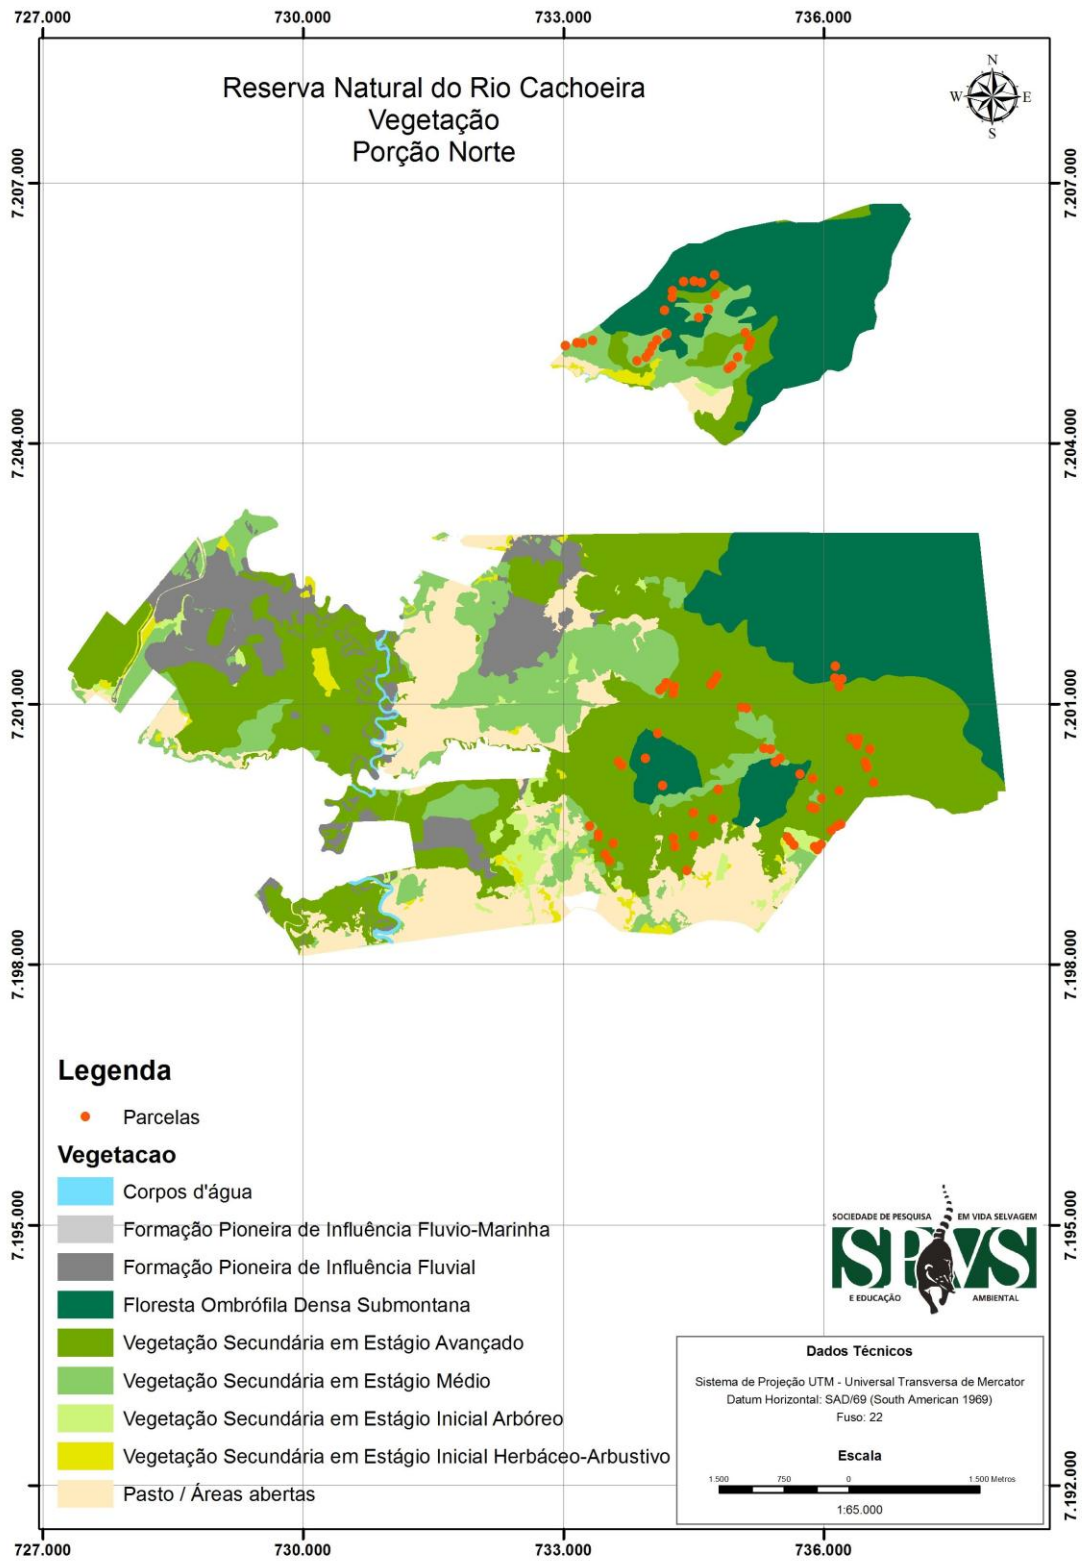 727.000 730.000 733.000 736.000
Reserva Natural do Rio Cachoeira
Vegetação
Porção Norte
N
W E
S
7.207.000 7.207.000
7.204.000 7.204.000
7.201.000 7.201.000
7.198.000 7.198.000
Legenda
Parcelas
Vegetacao
Corpos d'água
Formação Pioneira de Influência Fluvio-Marinha
Formação Pioneira de Influência Fluvial
Floresta Ombrófila Densa Submontana
Vegetação Secundária em Estágio Avançado
Vegetação Secundária em Estágio Médio
Vegetação Secundária em Estágio Inicial Arbóreo
Vegetação Secundária em Estágio Inicial Herbáceo-Arbustivo
Pasto / Áreas abertas
7.195.000 7.195.000
SOCIEDADE DE PESQUISA EM VIDA SELVAGEM
SPVS
E EDUCAÇÃO AMBIENTAL
Dados Técnicos
Sistema de Projeção UTM - Universal Transversa de Mercator
Datum Horizontal: SAD/69 (South American 1969)
Fuso: 22
Escala
1.500 750 0 1.500 Metros
1:65.000
7.192.000 7.192.000
727.000 730.000 733.000 736.000